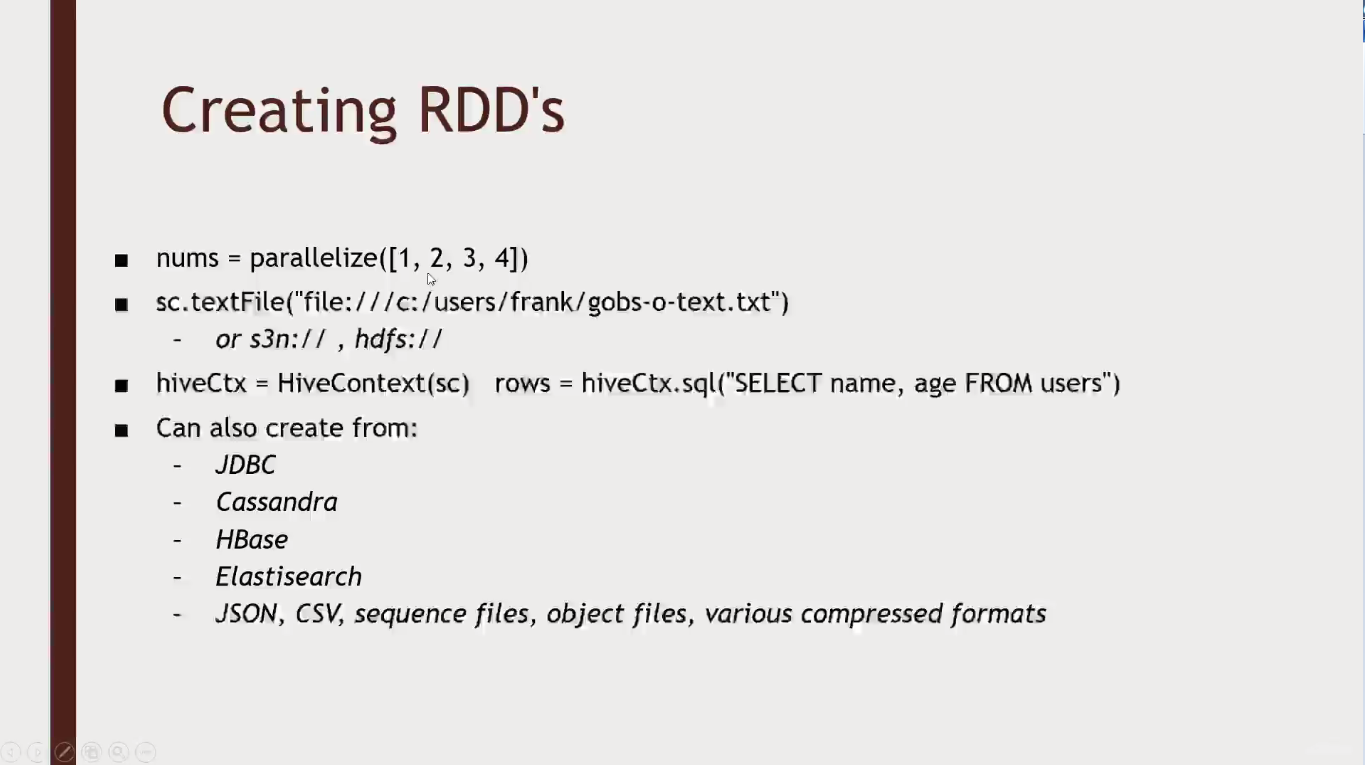 Creating RDD's
■ nums = parallelize([1, 2, 3, 4])
■ sc.textFile("file:///c:/users/frank/gobs-o-text.txt")
- or s3n:// , hdfs://
■ hiveCtx = HiveContext(sc) rows = hiveCtx.sql("SELECT name, age FROM users")
■ Can also create from:
- JDBC
- Cassandra
- HBase
- Elastisearch
- JSON, CSV, sequence files, object files, various compressed formats